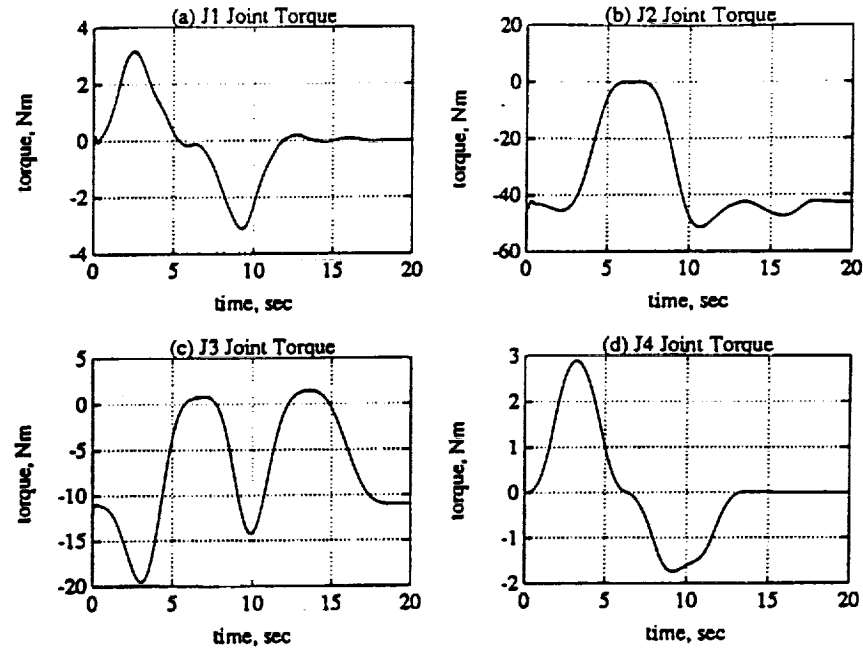 (a) J1 Joint Torque
4
2
0
-2
-4
torque, Nm
0 5 10 15 20
time, sec
(b) J2 Joint Torque
20
0
-20
-40
-60
torque, Nm
0 5 10 15 20
time, sec
(c) J3 Joint Torque
5
0
-5
-10
-15
-20
torque, Nm
0 5 10 15 20
time, sec
(d) J4 Joint Torque
3
2
1
0
-1
-2
torque, Nm
0 5 10 15 20
time, sec